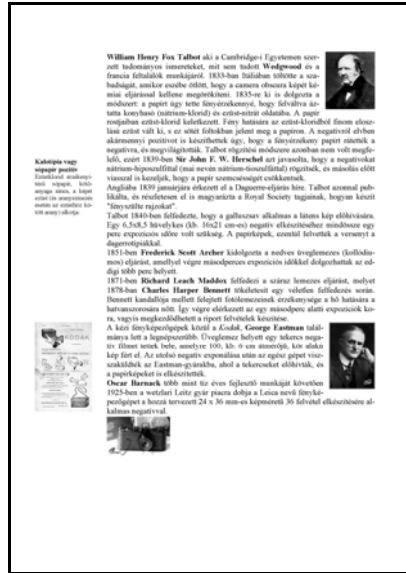 William Henry Fox Talbot aki a Cambridge-i Egyetemen szer-
zett tudományos ismereteket, mit sem tudott Wedgwood és a
francia feltalálók munkájáról. 1833-ban Itáliában töltötte a sza-
badságát, amikor eszébe ötlött, hogy a camera obscura képét ké-
miai eljárással kellene megörökíteni. 1835-re ki is dolgozta a
módszert: a papírt úgy tette fényérzékennyé, hogy felváltva áz-
tatta konyhasó (nátrium-klorid) és ezüst-nitrát oldatába. A papír
rostjaiban ezüst-klorid keletkezett. Fény hatására az ezüst-kloridból finom elosz
lású ezüst vált ki, s ez sötét foltokban jelent meg a papíron. A negatívról elvben
akármennyi pozitívot is készíthettek úgy, hogy a fényérzékeny papírt rátették a
negatívra, és megvilágították. Talbot rögzítési módszere azonban nem volt megfe-
lelő, ezért 1839-ben Sir John F. W. Herschel azt javasolta, hogy a negatívokat
nátrium-hiposzulfittal (mai nevén nátrium-tioszulfáttal) rögzítsék, és másolás előtt
viasszal is kezeljék, hogy a papír szemcsésségét csökkentsék.
Angliába 1839 januárjára érkezett el a Daguerre-eljárás híre. Talbot azonnal pub-
likálta, és részletesen el is magyarázta a Royal Society tagjainak, hogyan készít
"fényszülte rajzokat".
Talbot 1840-ben felfedezte, hogy a galluszsav alkalmas a látens kép előhívására.
Egy 6,5x8,5 hüvelykes (kb. 16x21 cm-es) negatív elkészítéséhez mindössze egy
perc expozíciós időre volt szükség. A papírképek, ezentúl felvették a versenyt a
dagerrotípiákkal.
1851-ben Frederick Scott Archer kidolgozta a nedves üveglemezes (kollódiu-
mos) eljárást, amellyel végre másodperces expozíciós időkkel dolgozhattak az ed-
digi több perc helyett.
1871-ben Richard Leach Maddox felfedezi a száraz lemezes eljárást, melyet
1878-ban Charles Harper Bennett tökéletesít egy véletlen felfedezés során.
Bennett kandallója mellett felejtett fotólemezeinek érzékenysége a hő hatására a
hatvanszorosára nőtt. Így végre elérkezett az egy másodperc alatti expozíciók ko-
ra, vagyis megkezdődhetett a riport felvételek készítése.
A kézi fényképezőgépek közül a Kodak, George Eastman talál-
mánya lett a legnépszerűbb. Üveglemez helyett egy tekercs nega-
tív filmet tettek bele, amelyre 100, kb. 6 cm átmérőjű, kör alakú
kép fért el. Az utolsó negatív exponálása után az egész gépet visz-
szaküldték az Eastman-gyárakba, ahol a tekercseket előhívták, és
a papírképeket is elkészítették.
Oscar Barnack több mint tíz éves fejlesztő munkáját követően
1925-ben a wetzlari Leitz gyár piacra dobja a Leica nevű fényké-
pezőgépet a hozzá tervezett 24 x 36 mm-es képméretű 36 felvétel elkészítésére al-
kalmas negatívval.
Kalotípia vagy
sópapír pozitív
KODAK